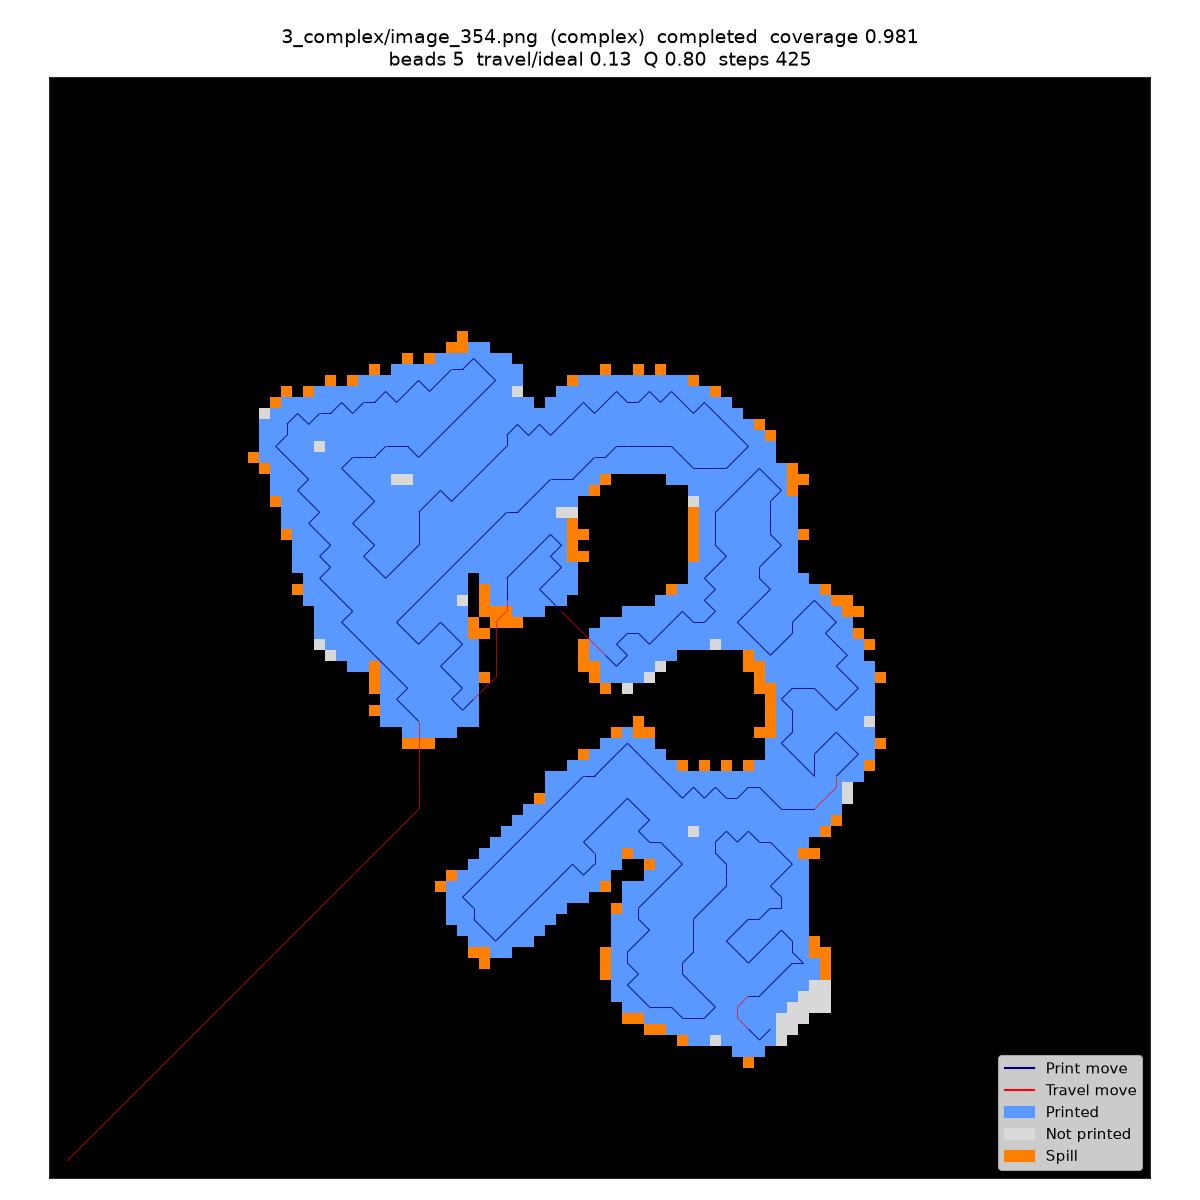 3_complex/image_354.png  (complex)  completed  coverage 0.981
beads 5  travel/ideal 0.13  Q 0.80  steps 425
Print move
Travel move
Printed
Not printed
Spill